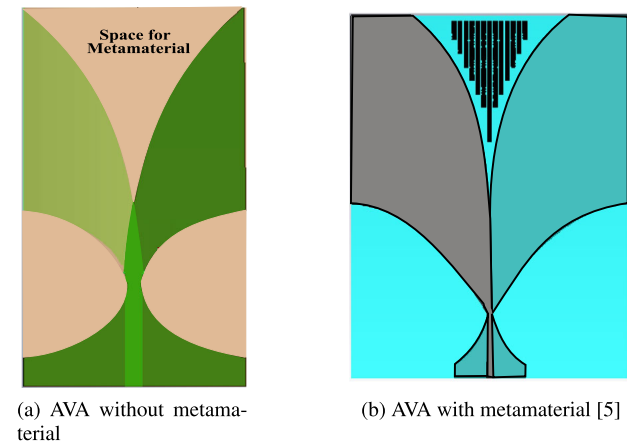 Space for
Metamaterial
(a) AVA without metama-
terial
(b) AVA with metamaterial [5]